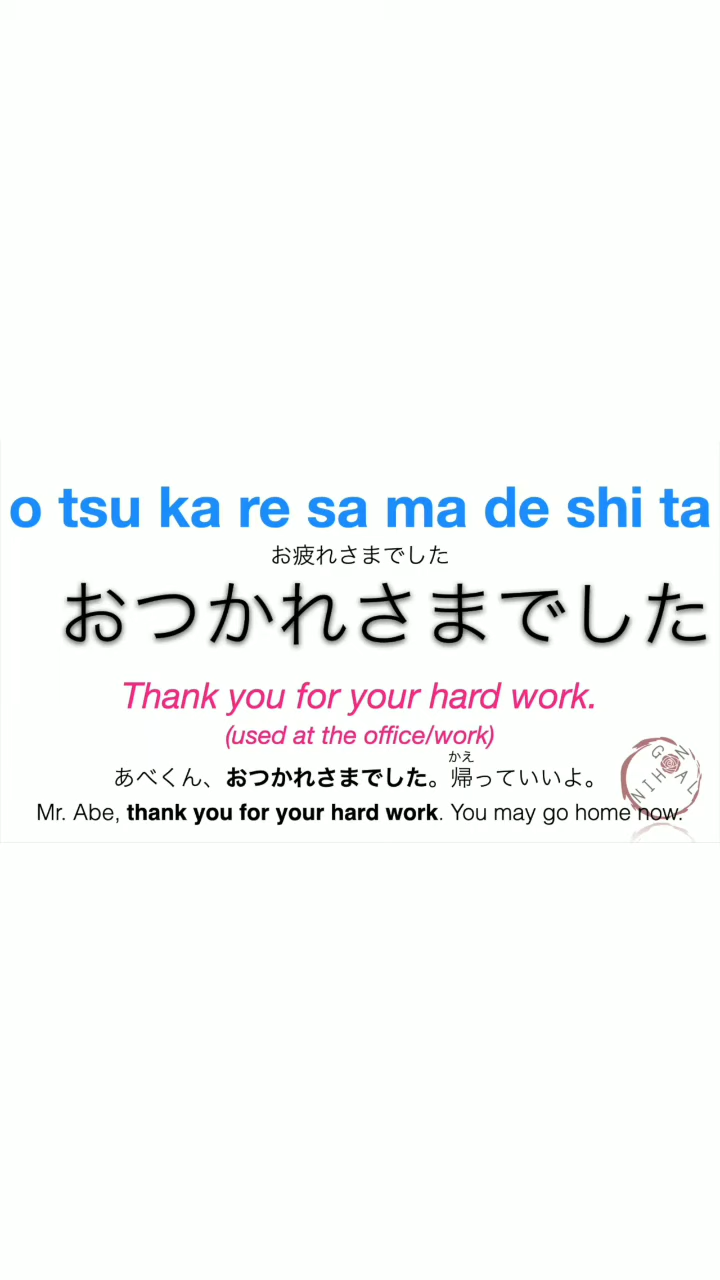 o tsu ka re sa ma de shi ta
お疲れさまでした
おつかれさまでした
Thank you for your hard work.
(used at the office/work)
かえ
あべくん、おつかれさまでした。帰っていいよ。
Mr. Abe, thank you for your hard work. You may go home now.
NIHON GOAL